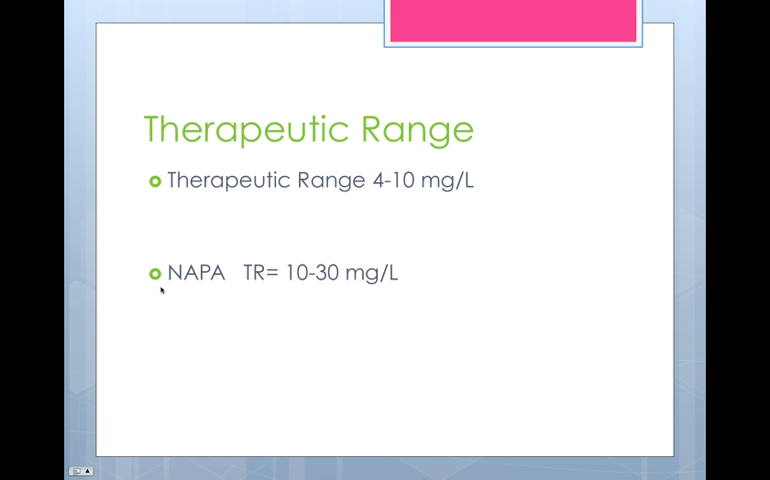 Therapeutic Range
Therapeutic Range 4-10 mg/L
NAPA TR= 10-30 mg/L